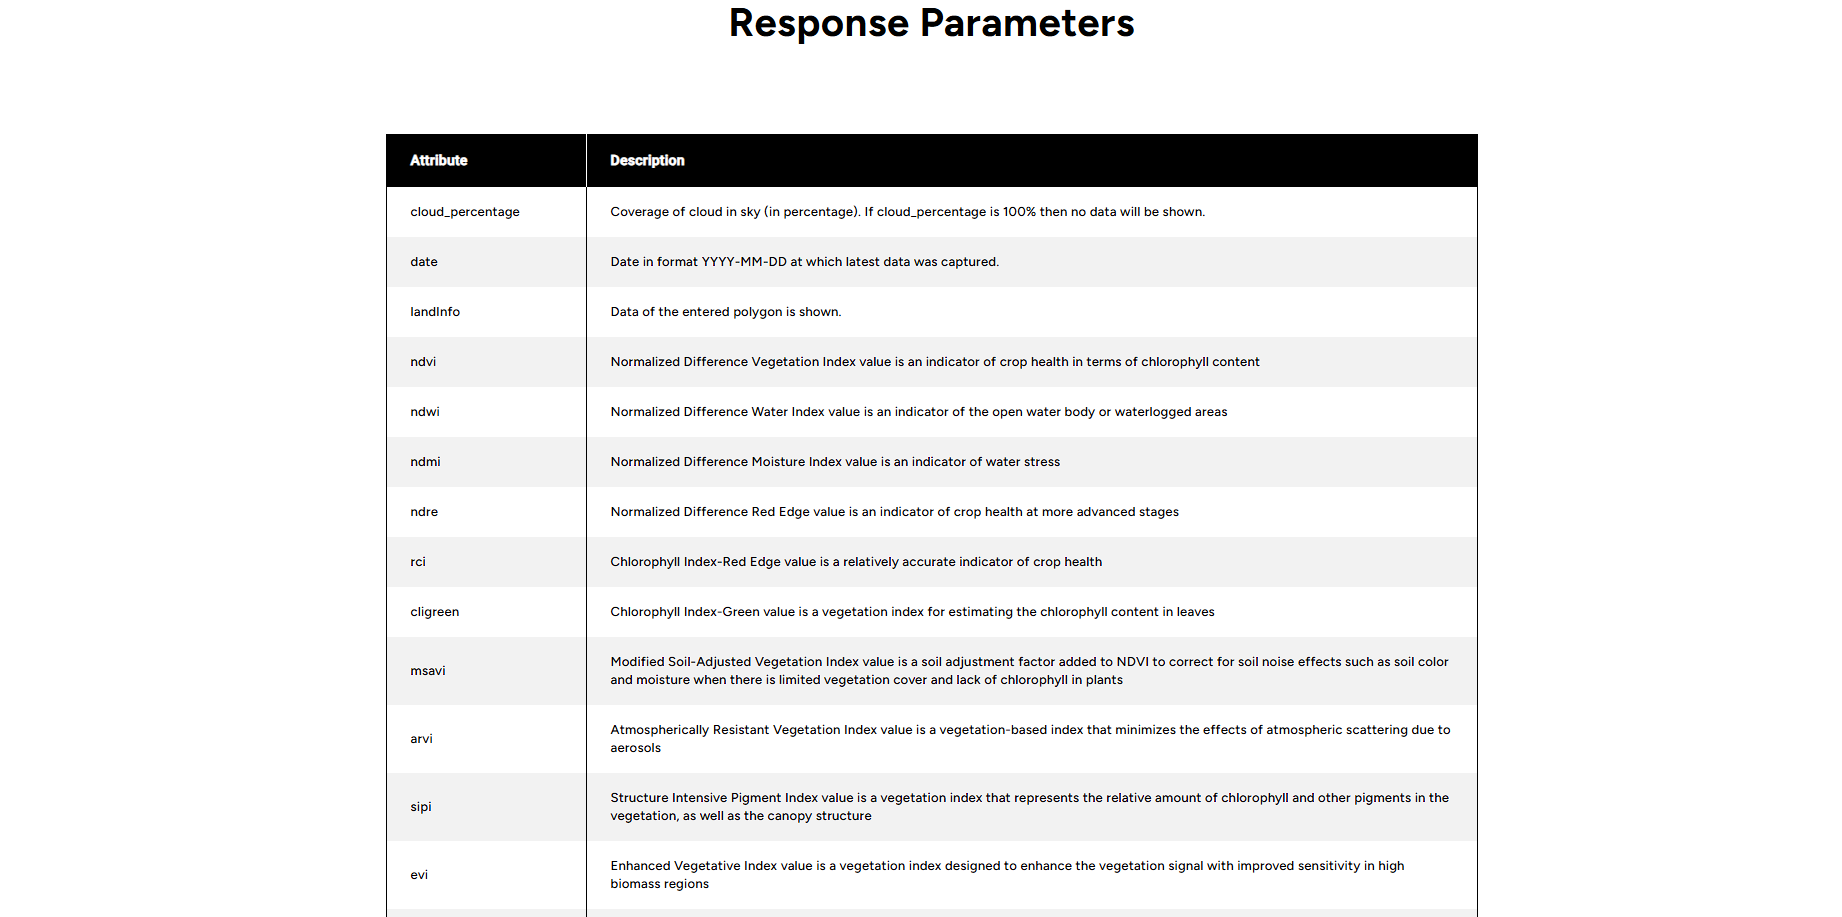 Response Parameters
Attribute
Description
cloud_percentage
Coverage of cloud in sky (in percentage). If cloud_percentage is 100% then no data will be shown.
date
Date in format YYYY-MM-DD at which latest data was captured.
landInfo
Data of the entered polygon is shown.
ndvi
Normalized Difference Vegetation Index value is an indicator of crop health in terms of chlorophyll content
ndwi
Normalized Difference Water Index value is an indicator of the open water body or waterlogged areas
ndmi
Normalized Difference Moisture Index value is an indicator of water stress
ndre
Normalized Difference Red Edge value is an indicator of crop health at more advanced stages
rci
Chlorophyll Index-Red Edge value is a relatively accurate indicator of crop health
cligreen
Chlorophyll Index-Green value is a vegetation index for estimating the chlorophyll content in leaves
msavi
Modified Soil-Adjusted Vegetation Index value is a soil adjustment factor added to NDVI to correct for soil noise effects such as soil color
and moisture when there is limited vegetation cover and lack of chlorophyll in plants
arvi
Atmospherically Resistant Vegetation Index value is a vegetation-based index that minimizes the effects of atmospheric scattering due to
aerosols
sipi
Structure Intensive Pigment Index value is a vegetation index that represents the relative amount of chlorophyll and other pigments in the
vegetation, as well as the canopy structure
evi
Enhanced Vegetative Index value is a vegetation index designed to enhance the vegetation signal with improved sensitivity in high
biomass regions